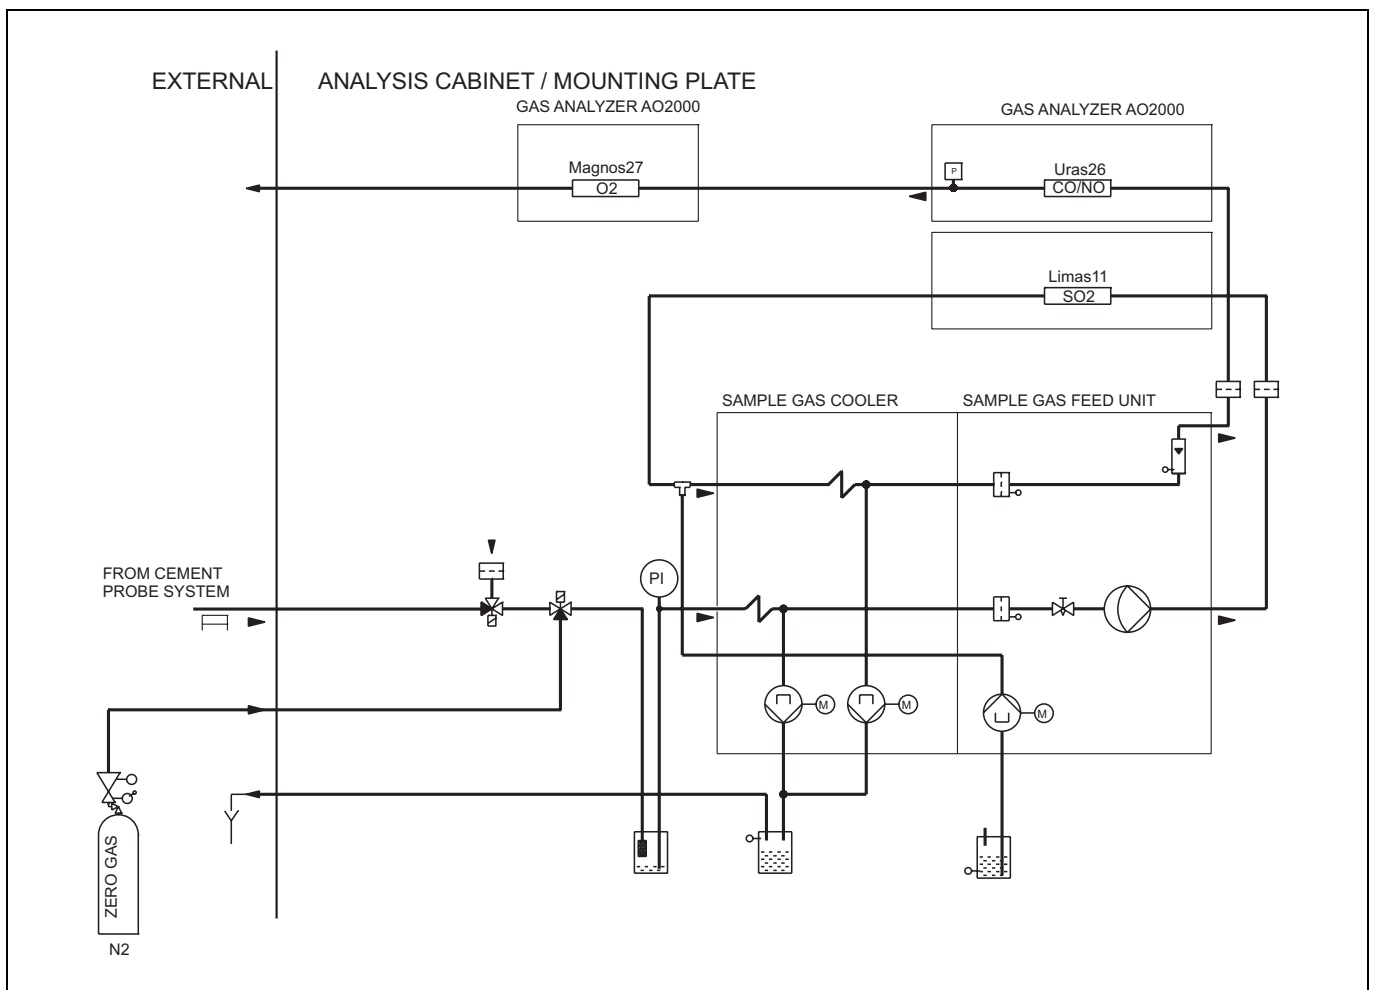 EXTERNAL
ANALYSIS CABINET / MOUNTING PLATE
GAS ANALYZER AO2000
GAS ANALYZER AO2000
Magnos27
O2
P
Uras26
CO/NO
Limas11
SO2
SAMPLE GAS COOLER
SAMPLE GAS FEED UNIT
FROM CEMENT
PROBE SYSTEM
PI
M
M
M
ZERO GAS
N2